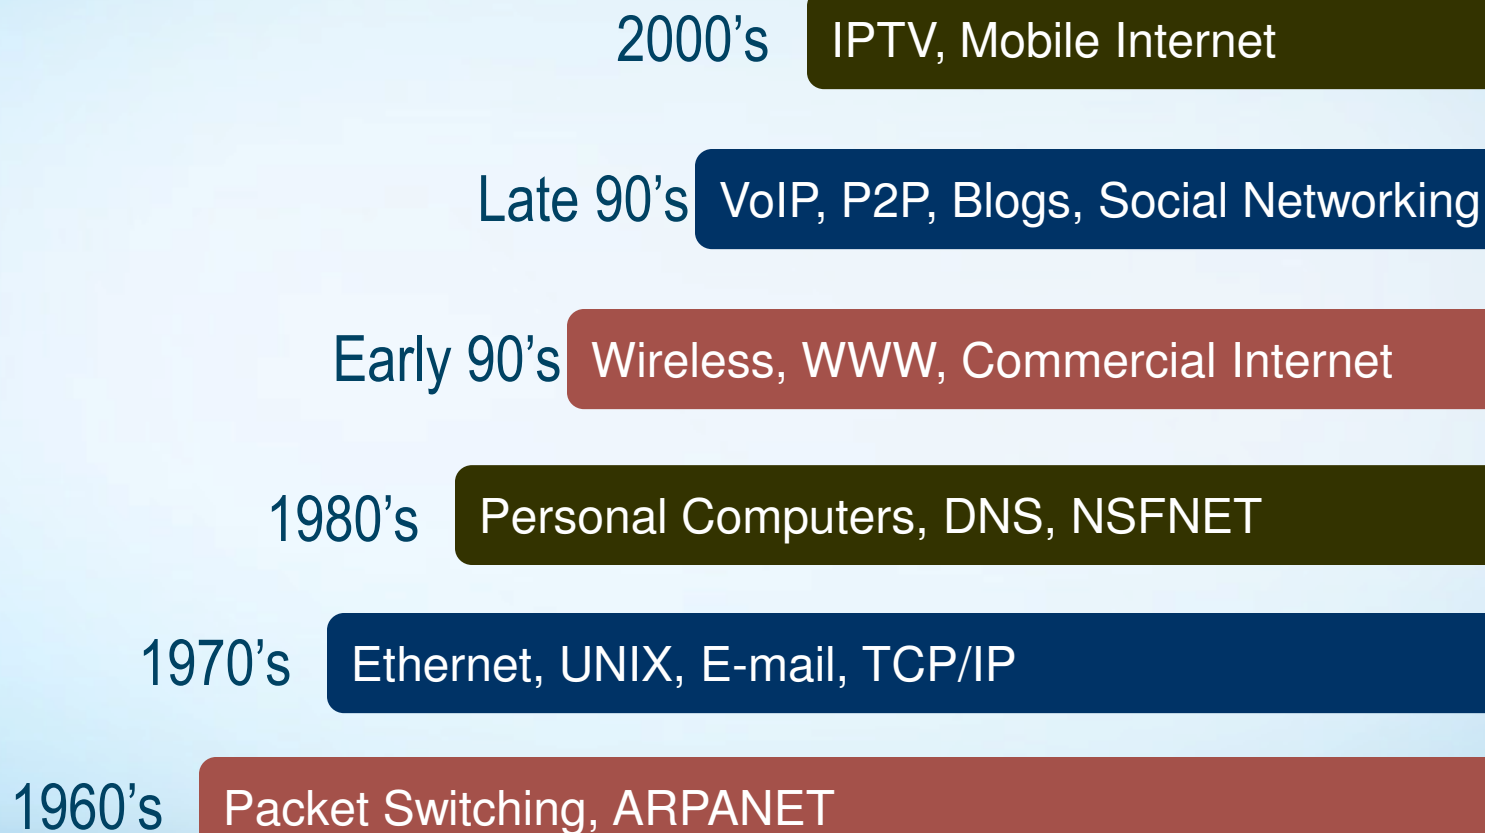 2000’s IPTV, Mobile Internet
Late 90’s VoIP, P2P, Blogs, Social Networking
Early 90’s Wireless, WWW, Commercial Internet
1980’s Personal Computers, DNS, NSFNET
1970’s Ethernet, UNIX, E-mail, TCP/IP
1960’s Packet Switching, ARPANET